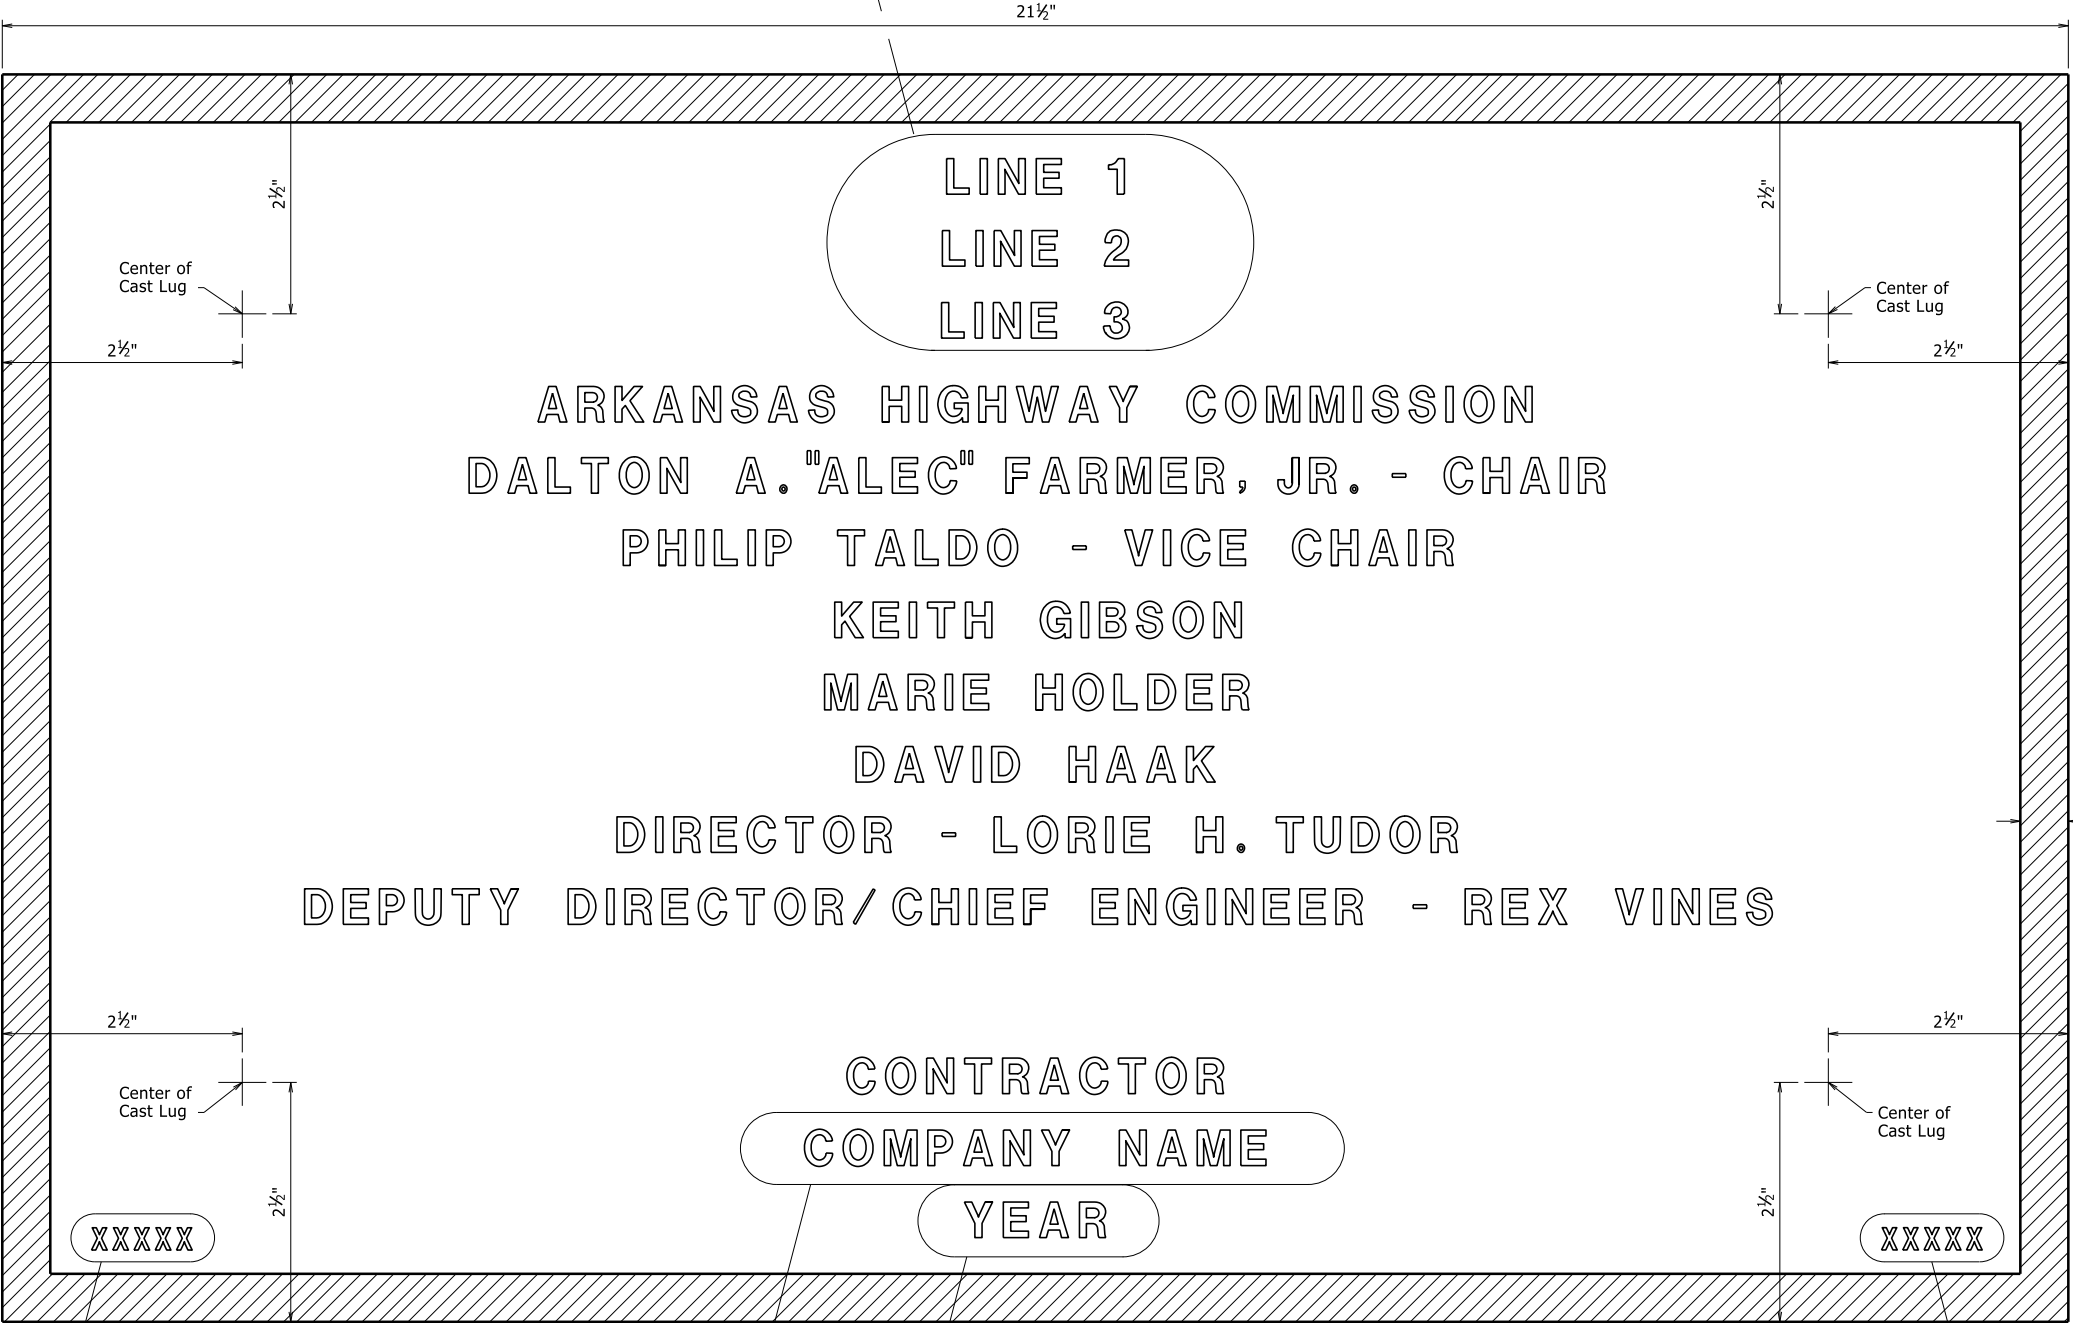 21½"
2½"
2½"
LINE 1
LINE 2
LINE 3
Center of
Cast Lug
Center of
Cast Lug
2½"
2½"
ARKANSAS HIGHWAY COMMISSION
DALTON A. "ALEC" FARMER, JR. - CHAIR
PHILIP TALDO - VICE CHAIR
KEITH GIBSON
MARIE HOLDER
DAVID HAAK
DIRECTOR - LORIE H. TUDOR
DEPUTY DIRECTOR/CHIEF ENGINEER - REX VINES
2½"
2½"
Center of
Cast Lug
Center of
Cast Lug
CONTRACTOR
COMPANY NAME
2½"
2½"
YEAR
XXXXX
XXXXX